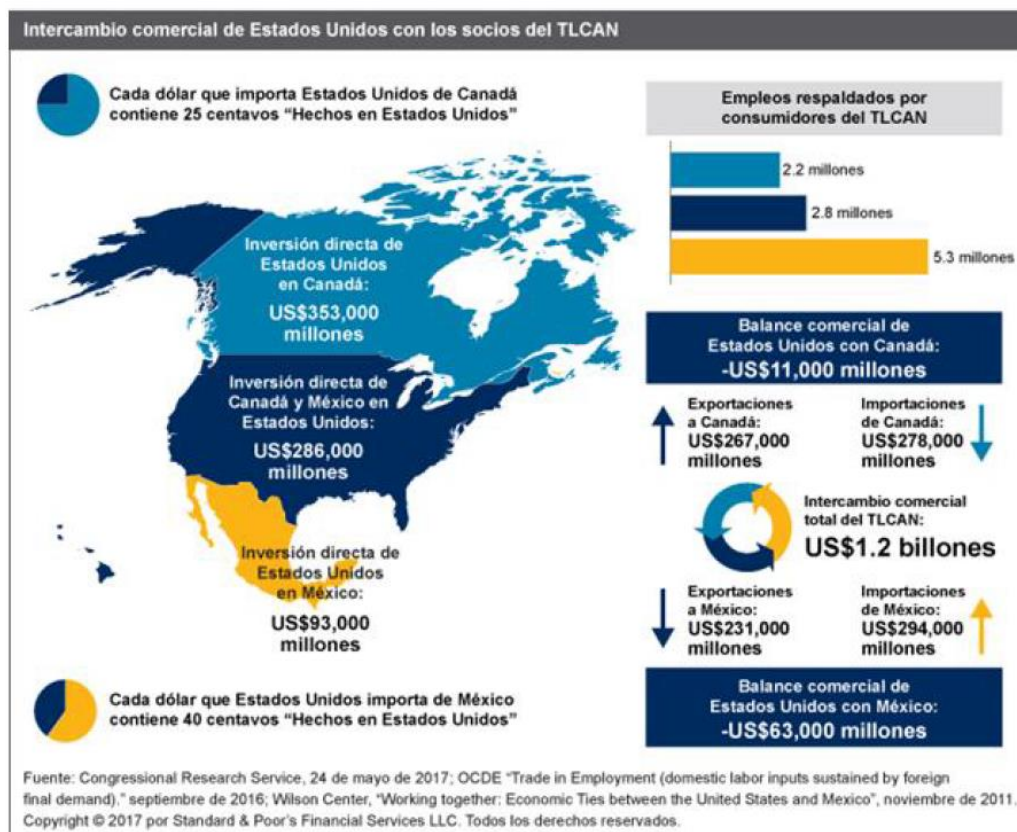 Intercambio comercial de Estados Unidos con los socios del TLCAN
Cada dólar que importa Estados Unidos de Canadá
contiene 25 centavos “Hechos en Estados Unidos”
Inversión directa de
Estados Unidos
en Canadá:
US$353,000
millones
Inversión directa de
Canadá y México en
Estados Unidos:
US$286,000
millones
Inversión directa de
Estados Unidos
en México:
US$93,000
millones
Cada dólar que Estados Unidos importa de México
contiene 40 centavos “Hechos en Estados Unidos”
Empleos respaldados por
consumidores del TLCAN
2.2 millones
2.8 millones
5.3 millones
Balance comercial de
Estados Unidos con Canadá:
-US$11,000 millones
Exportaciones
a Canadá:
US$267,000
millones
Importaciones
de Canadá:
US$278,000
millones
Intercambio comercial
total del TLCAN:
US$1.2 billones
Exportaciones
a México:
US$231,000
millones
Importaciones
de México:
US$294,000
millones
Balance comercial de
Estados Unidos con México:
-US$63,000 millones
Fuente: Congressional Research Service, 24 de mayo de 2017; OCDE “Trade in Employment (domestic labor inputs sustained by foreign
final demand).” septiembre de 2016; Wilson Center, “Working together: Economic Ties between the United States and Mexico”, noviembre de 2011.
Copyright © 2017 por Standard & Poor’s Financial Services LLC. Todos los derechos reservados.